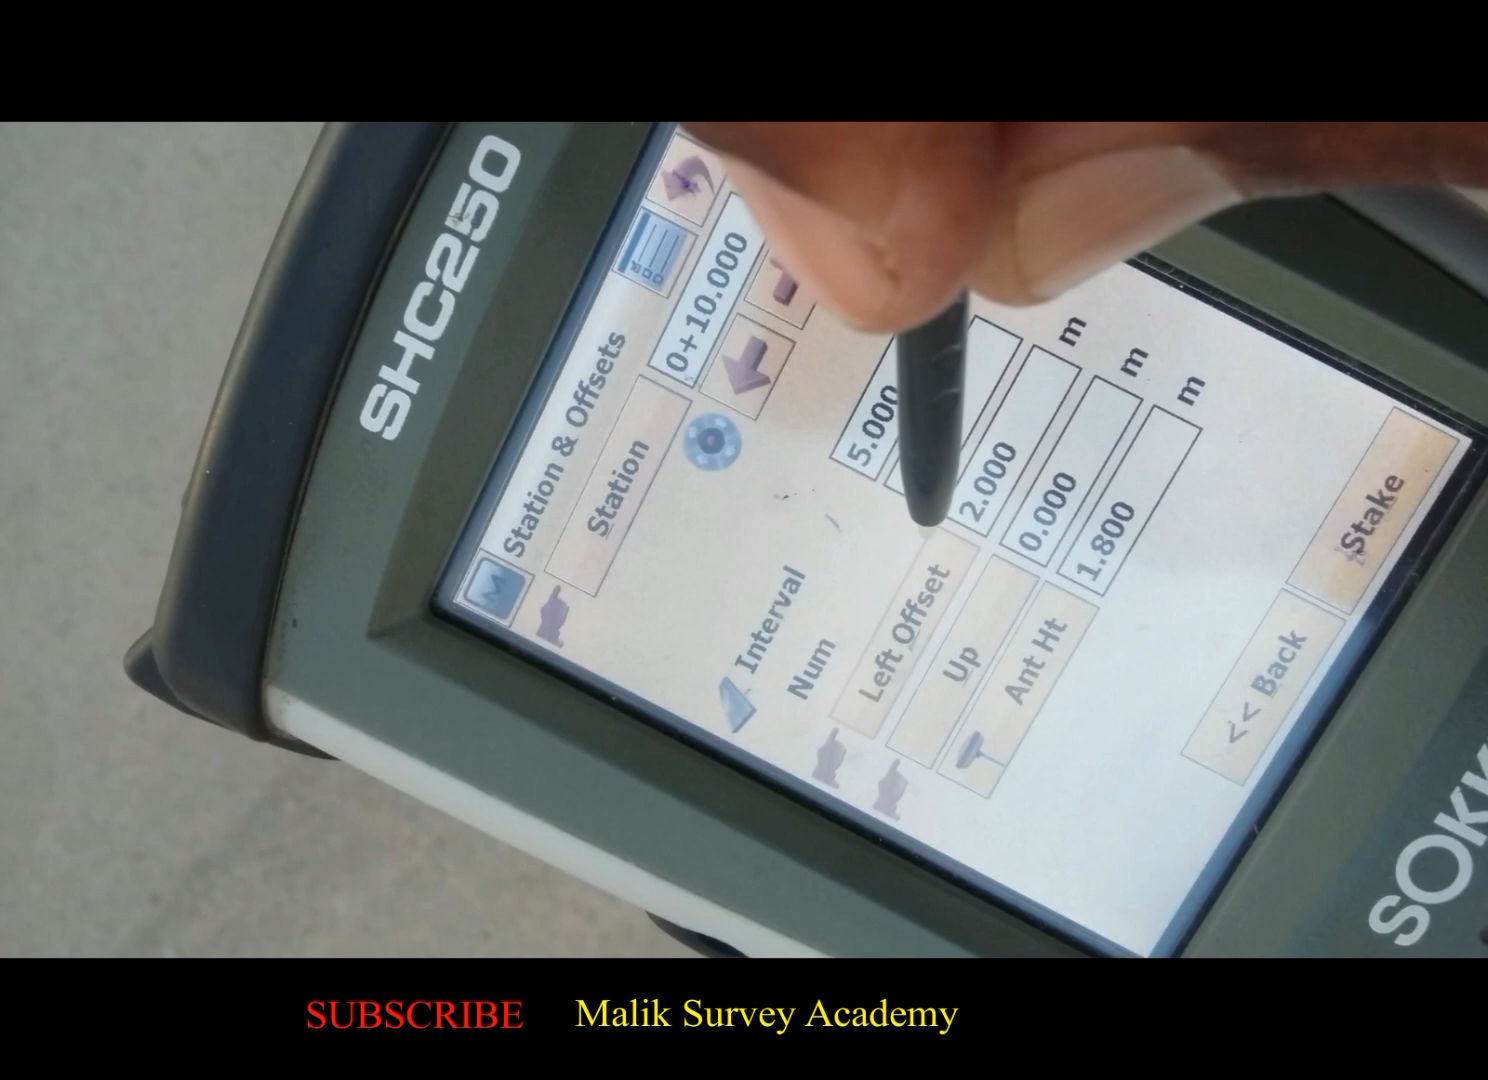 SHC250
Station & Offsets
Station
0+10.000
Interval
5.000
Num
Left Offset
2.000
m
Up
0.000
m
Ant Ht
1.800
m
<< Back
Stake
SUBSCRIBE
Malik Survey Academy